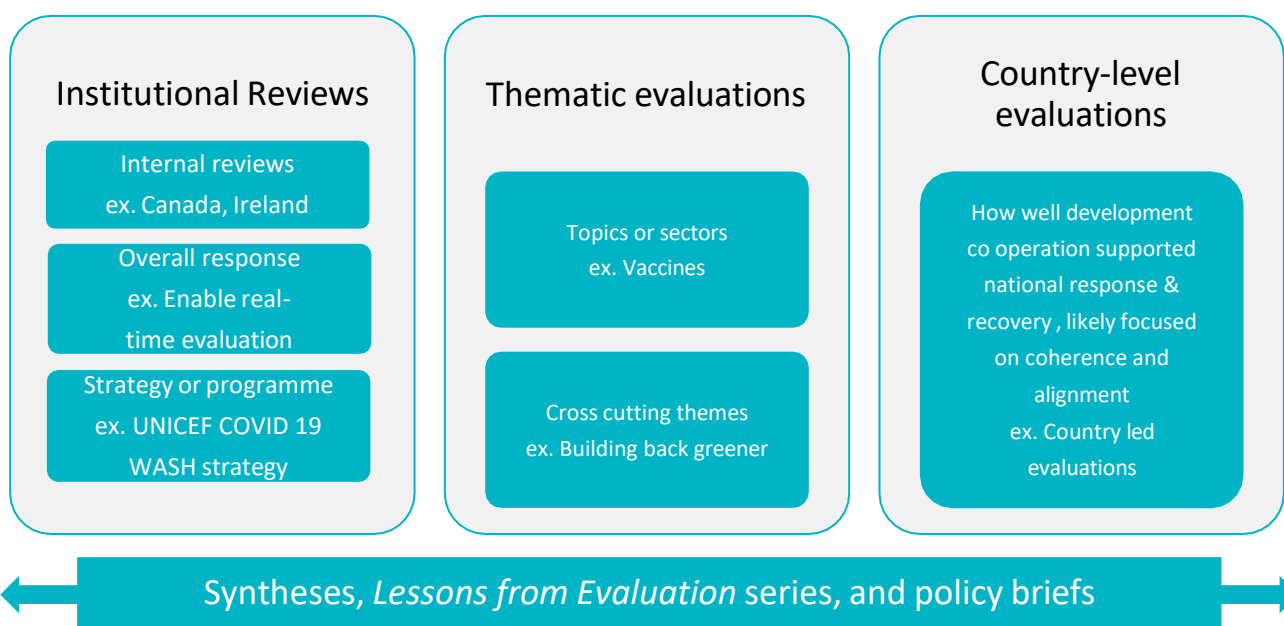 Institutional Reviews
Internal reviews
ex. Canada, Ireland
Overall response
ex. Enable real-
time evaluation
Strategy or programme
ex. UNICEF COVID 19
WASH strategy
Thematic evaluations
Topics or sectors
ex. Vaccines
Cross cutting themes
ex. Building back greener
Country-level
evaluations
How well development
co operation supported
national response &
recovery , likely focused
on coherence and
alignment
ex. Country led
evaluations
Syntheses, Lessons from Evaluation series, and policy briefs